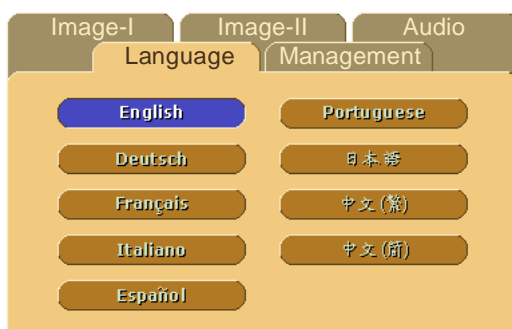 Image-I Image-II Audio
Language Management
English Portuguese
Deutsch 日本語
Français 中文(繁)
Italiano 中文(简)
Español